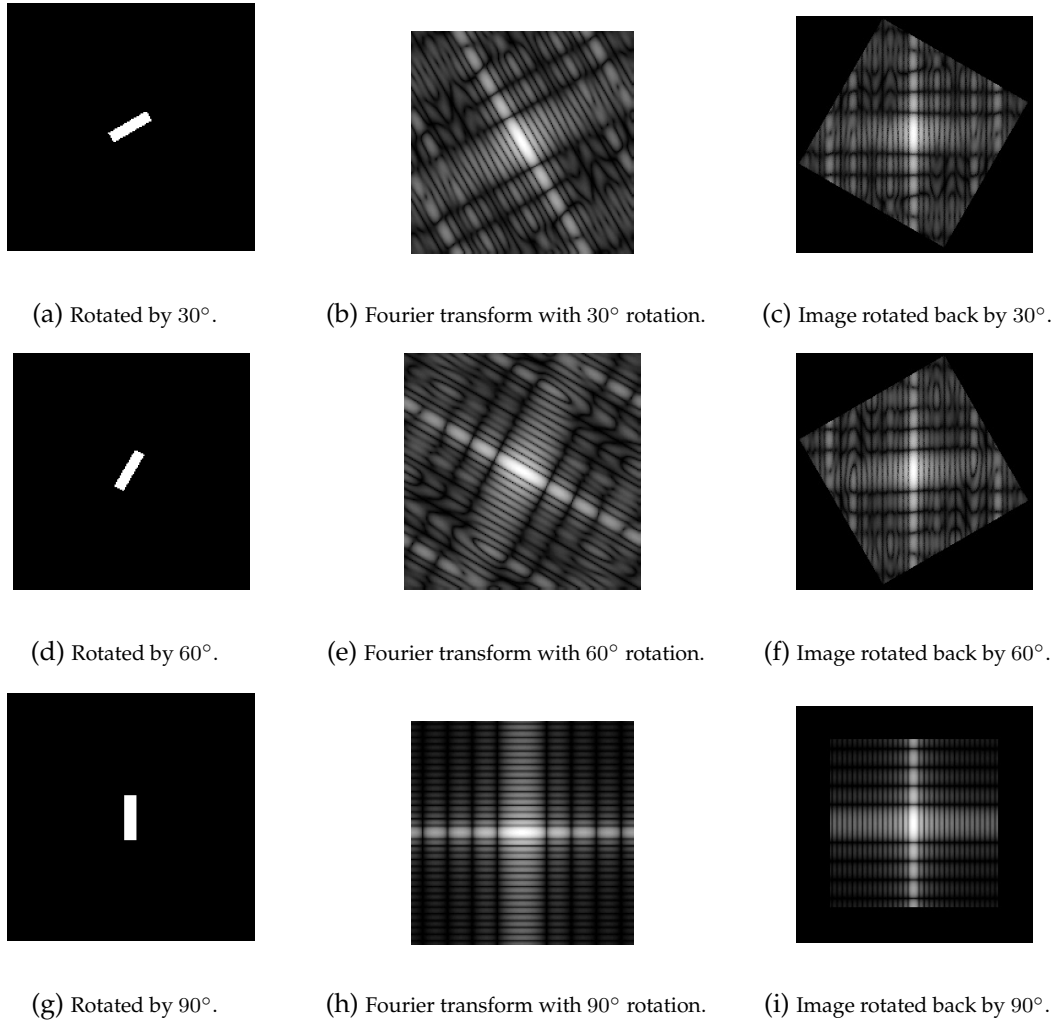 (a) Rotated by 30°.
(b) Fourier transform with 30° rotation.
(c) Image rotated back by 30°.
(d) Rotated by 60°.
(e) Fourier transform with 60° rotation.
(f) Image rotated back by 60°.
(g) Rotated by 90°.
(h) Fourier transform with 90° rotation.
(i) Image rotated back by 90°.